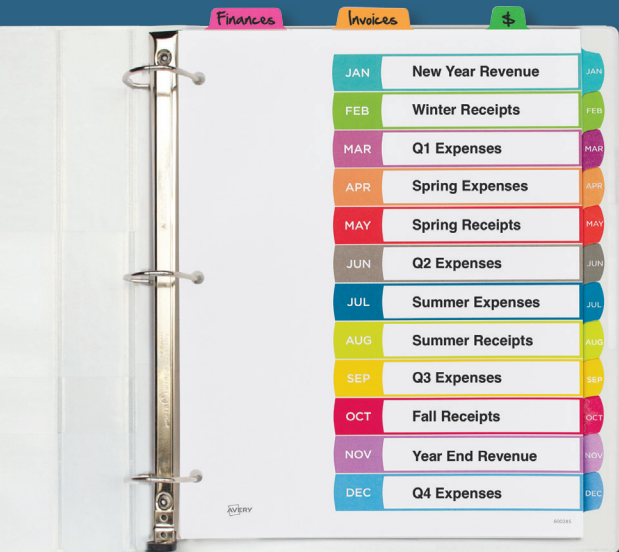 Finances Invoices $
JAN New Year Revenue JAN
FEB Winter Receipts FEB
MAR Q1 Expenses MAR
APR Spring Expenses APR
MAY Spring Receipts MAY
JUN Q2 Expenses JUN
JUL Summer Expenses JUL
AUG Summer Receipts AUG
SEP Q3 Expenses SEP
OCT Fall Receipts OCT
NOV Year End Revenue NOV
DEC Q4 Expenses DEC
AVERY